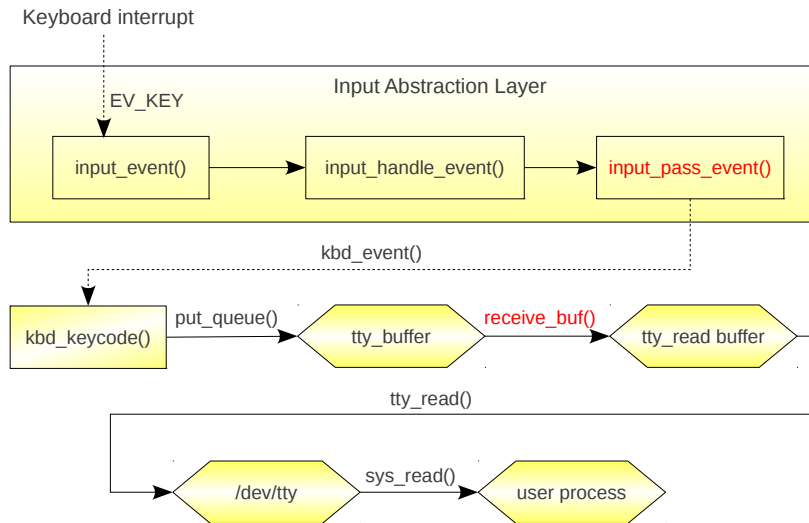 Keyboard interrupt
Input Abstraction Layer
EV_KEY
input_event()
input_handle_event()
input_pass_event()
kbd_event()
kbd_keycode()
put_queue()
tty_buffer
receive_buf()
tty_read buffer
tty_read()
/dev/tty
sys_read()
user process